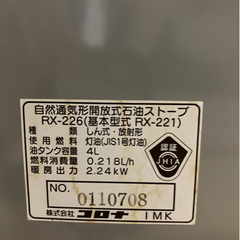 自然通気形開放式石油ストーブ
RX-226(基本型式 RX-221)
種類 : しん式・放射形
使用燃料 : 灯油(JIS1号灯油)
油タンク容量 : 4L
燃料消費量 : 0.218L/h
暖房出力 : 2.24kW
認証
JHIA
NO. 0110708
株式会社 コロナ IMK